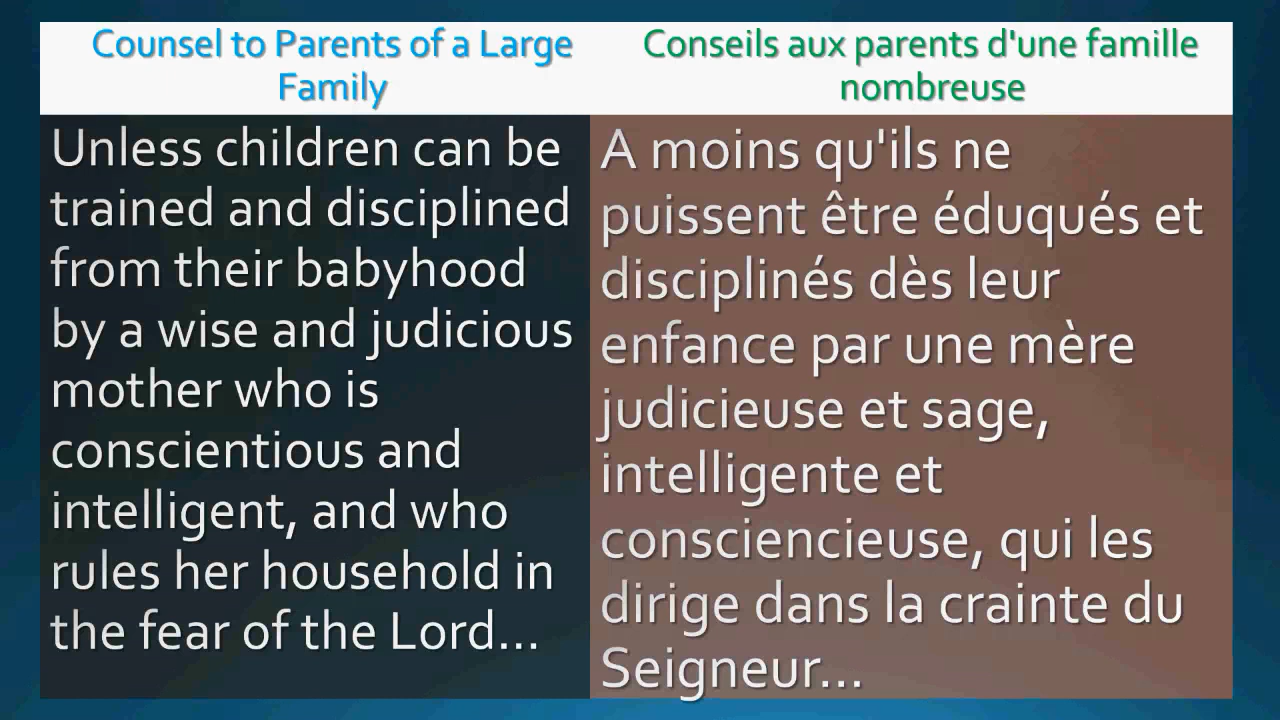 Counsel to Parents of a Large
Family
Conseils aux parents d'une famille
nombreuse
Unless children can be
trained and disciplined
from their babyhood
by a wise and judicious
mother who is
conscientious and
intelligent, and who
rules her household in
the fear of the Lord...
A moins qu'ils ne
puissent être éduqués et
disciplinés dès leur
enfance par une mère
judicieuse et sage,
intelligente et
consciencieuse, qui les
dirige dans la crainte du
Seigneur...